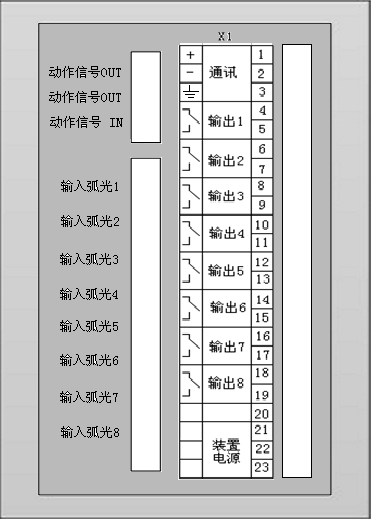 X1
动作信号OUT
动作信号OUT
动作信号 IN
输入弧光1
输入弧光2
输入弧光3
输入弧光4
输入弧光5
输入弧光6
输入弧光7
输入弧光8
+ 通讯 1
− 2
3
输出1 4
5
输出2 6
7
输出3 8
9
输出4 10
11
输出5 12
13
输出6 14
15
输出7 16
17
输出8 18
19
20
装置 21
电源 22
23